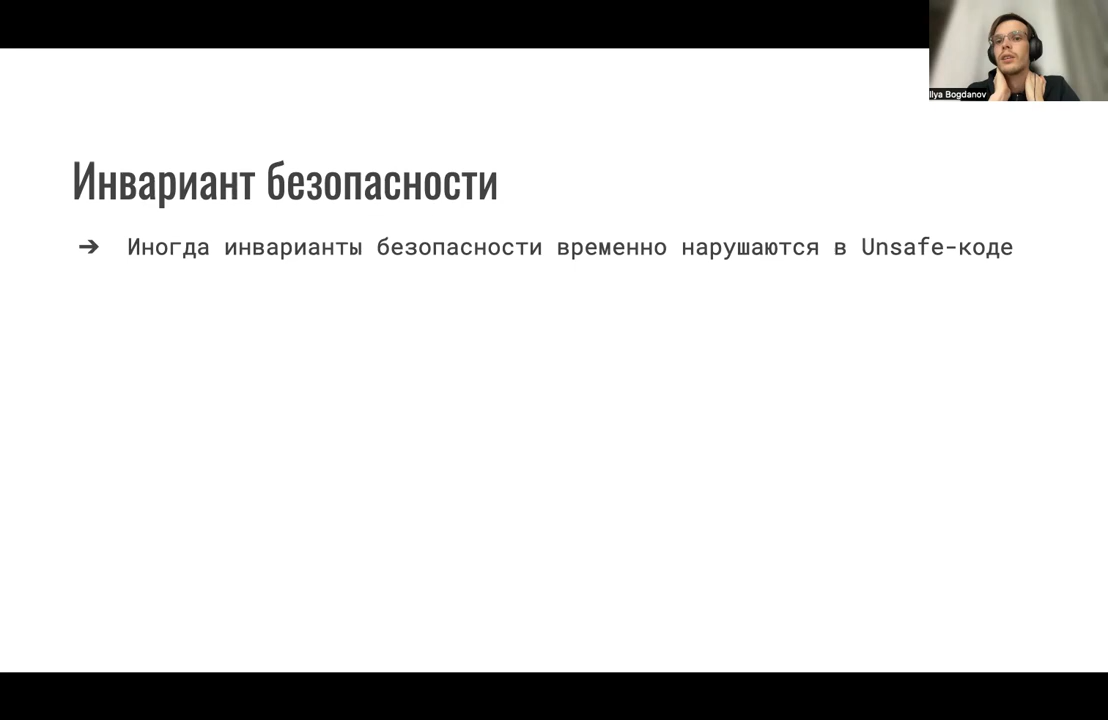 Ilya Bogdanov
Инвариант безопасности
➔ Иногда инварианты безопасности временно нарушаются в Unsafe-коде